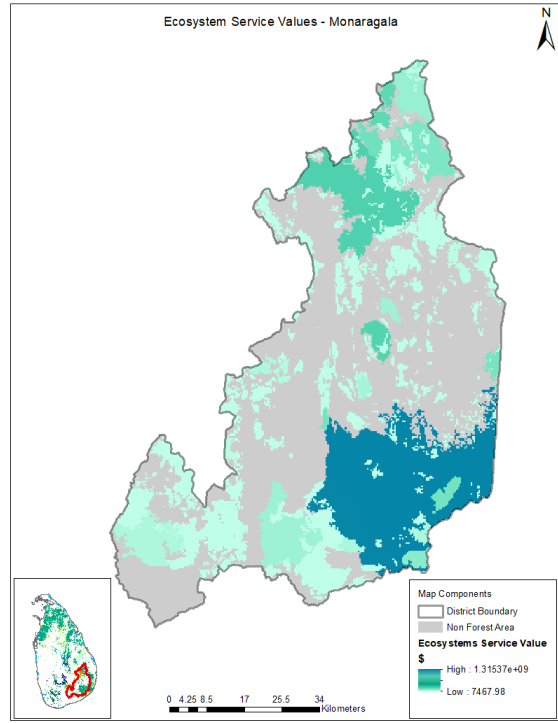 Ecosystem Service Values - Monaragala
N
Map Components
District Boundary
Non Forest Area
Ecosystems Service Value
$
High : 1.31537e+09
Low : 7467.98
0 4.25 8.5 17 25.5 34
Kilometers